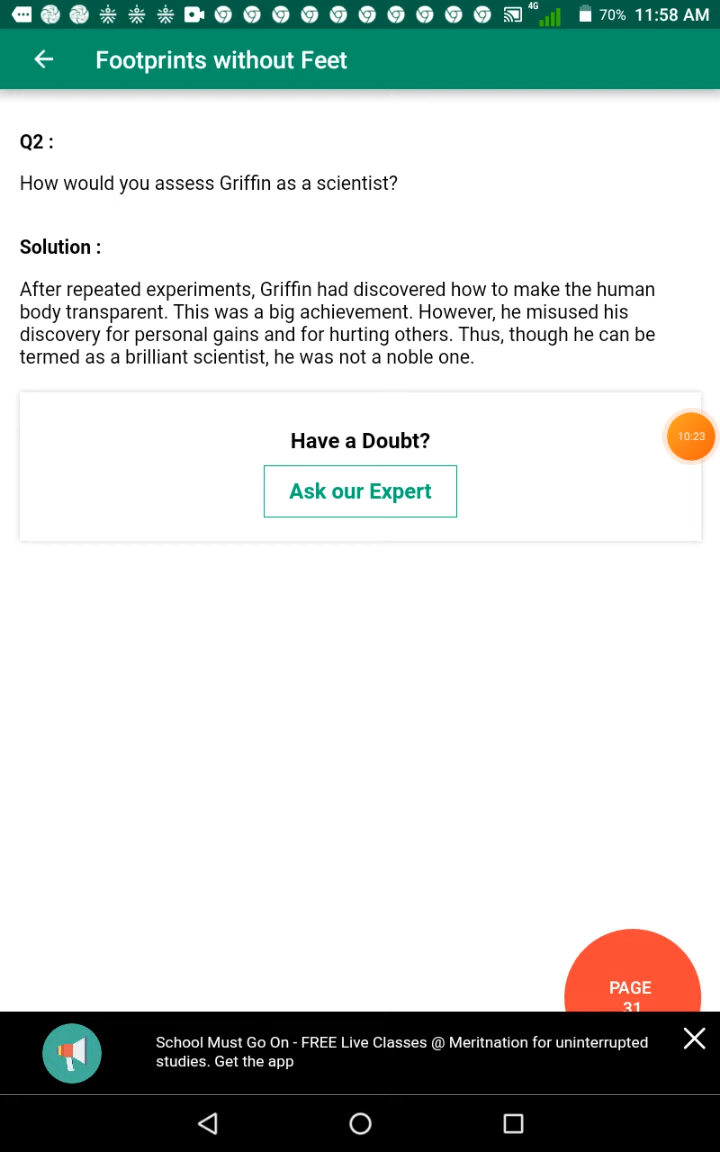 4G
70% 11:58 AM
Footprints without Feet
Q2 :
How would you assess Griffin as a scientist?
Solution :
After repeated experiments, Griffin had discovered how to make the human
body transparent. This was a big achievement. However, he misused his
discovery for personal gains and for hurting others. Thus, though he can be
termed as a brilliant scientist, he was not a noble one.
Have a Doubt?
10:23
Ask our Expert
PAGE
31
School Must Go On - FREE Live Classes @ Meritnation for uninterrupted
studies. Get the app